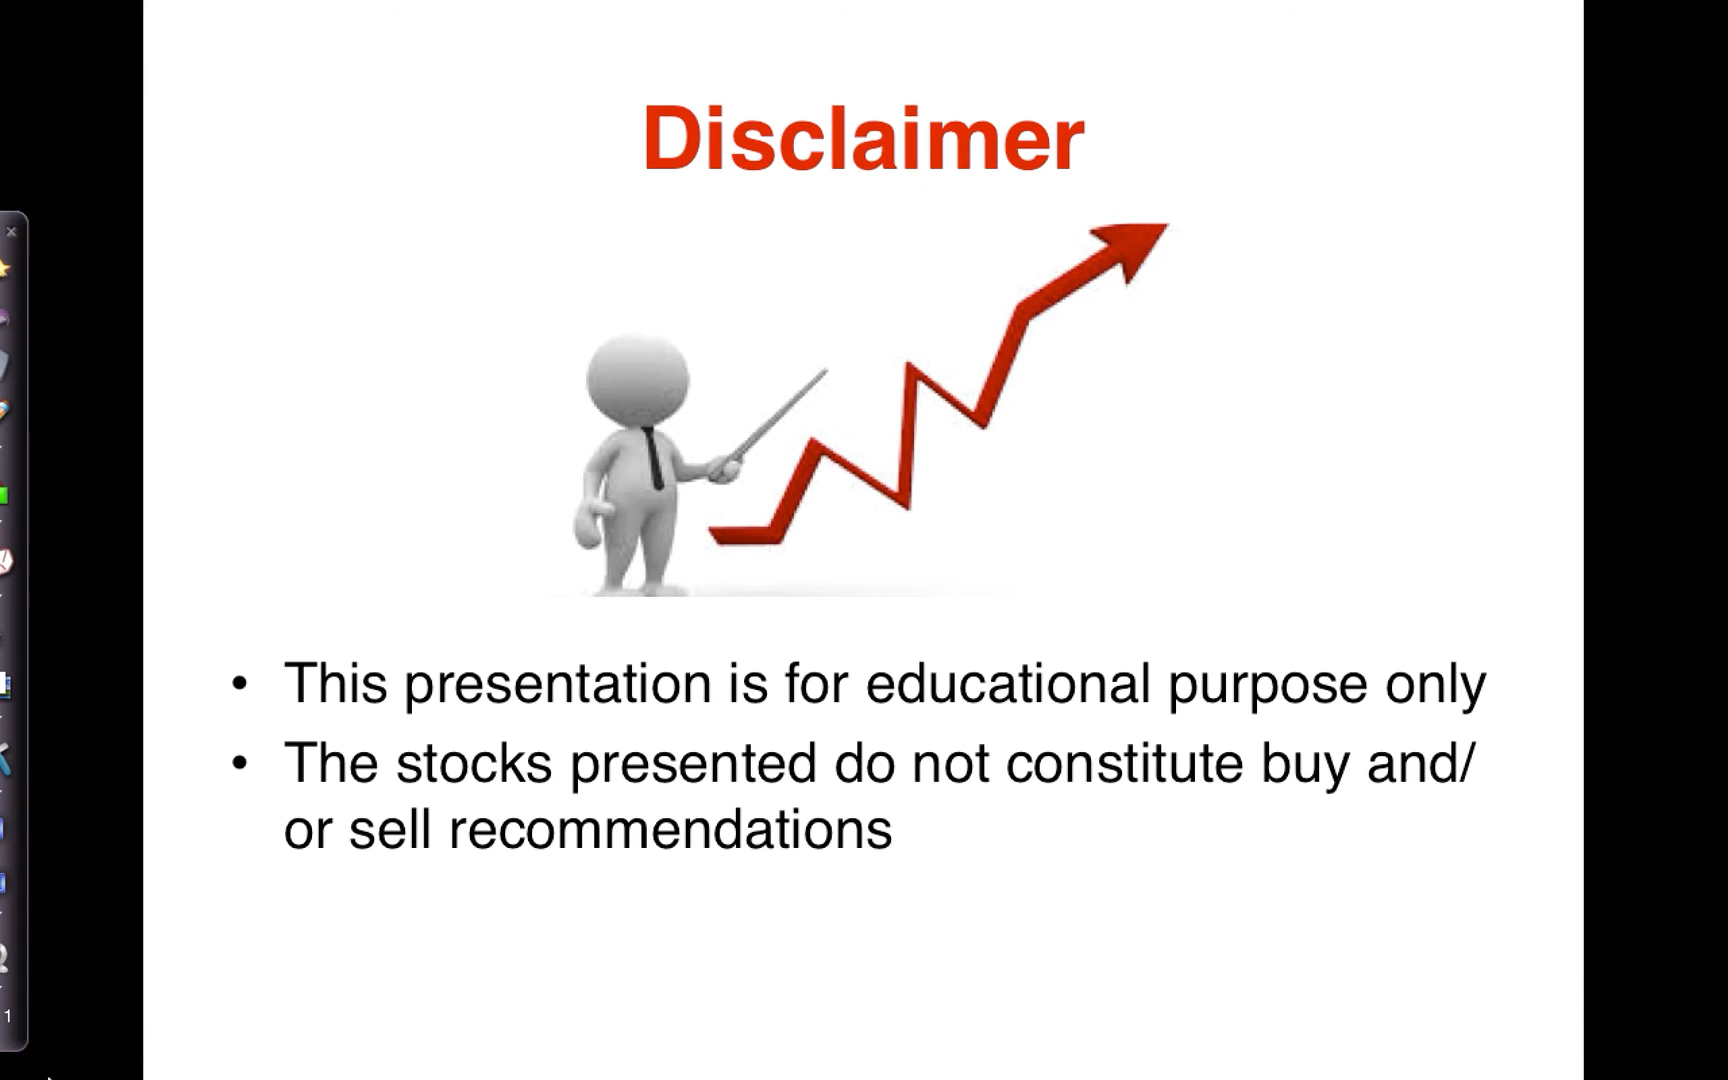 Disclaimer
• This presentation is for educational purpose only
• The stocks presented do not constitute buy and/
or sell recommendations
1